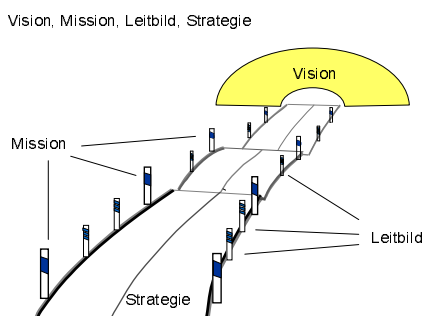 Vision, Mission, Leitbild, Strategie
Vision
Mission
Leitbild
Strategie